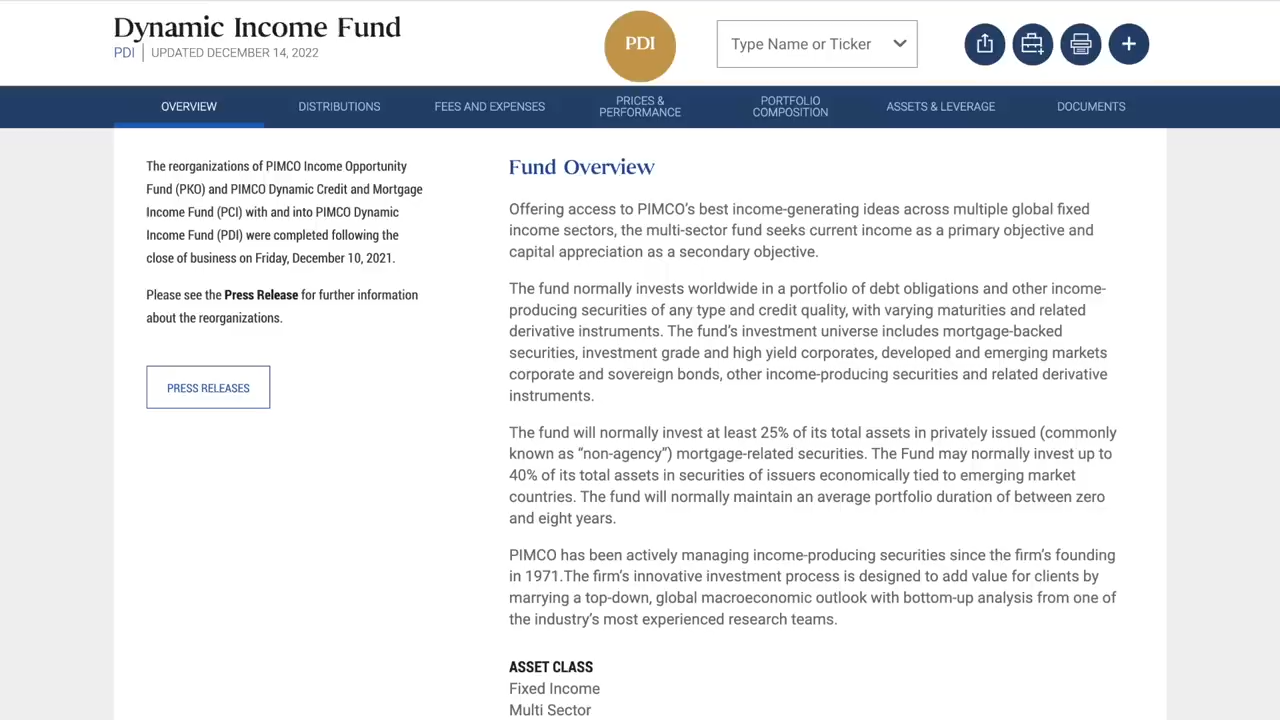 Dynamic Income Fund
PDI | UPDATED DECEMBER 14, 2022
PDI
Type Name or Ticker
OVERVIEW
DISTRIBUTIONS
FEES AND EXPENSES
PRICES &
PERFORMANCE
PORTFOLIO
COMPOSITION
ASSETS & LEVERAGE
DOCUMENTS
The reorganizations of PIMCO Income Opportunity
Fund (PKO) and PIMCO Dynamic Credit and Mortgage
Income Fund (PCI) with and into PIMCO Dynamic
Income Fund (PDI) were completed following the
close of business on Friday, December 10, 2021.
Please see the Press Release for further information
about the reorganizations.
PRESS RELEASES
Fund Overview
Offering access to PIMCO's best income-generating ideas across multiple global fixed
income sectors, the multi-sector fund seeks current income as a primary objective and
capital appreciation as a secondary objective.
The fund normally invests worldwide in a portfolio of debt obligations and other income-
producing securities of any type and credit quality, with varying maturities and related
derivative instruments. The fund's investment universe includes mortgage-backed
securities, investment grade and high yield corporates, developed and emerging markets
corporate and sovereign bonds, other income-producing securities and related derivative
instruments.
The fund will normally invest at least 25% of its total assets in privately issued (commonly
known as “non-agency”) mortgage-related securities. The Fund may normally invest up to
40% of its total assets in securities of issuers economically tied to emerging market
countries. The fund will normally maintain an average portfolio duration of between zero
and eight years.
PIMCO has been actively managing income-producing securities since the firm's founding
in 1971.The firm's innovative investment process is designed to add value for clients by
marrying a top-down, global macroeconomic outlook with bottom-up analysis from one of
the industry's most experienced research teams.
ASSET CLASS
Fixed Income
Multi Sector